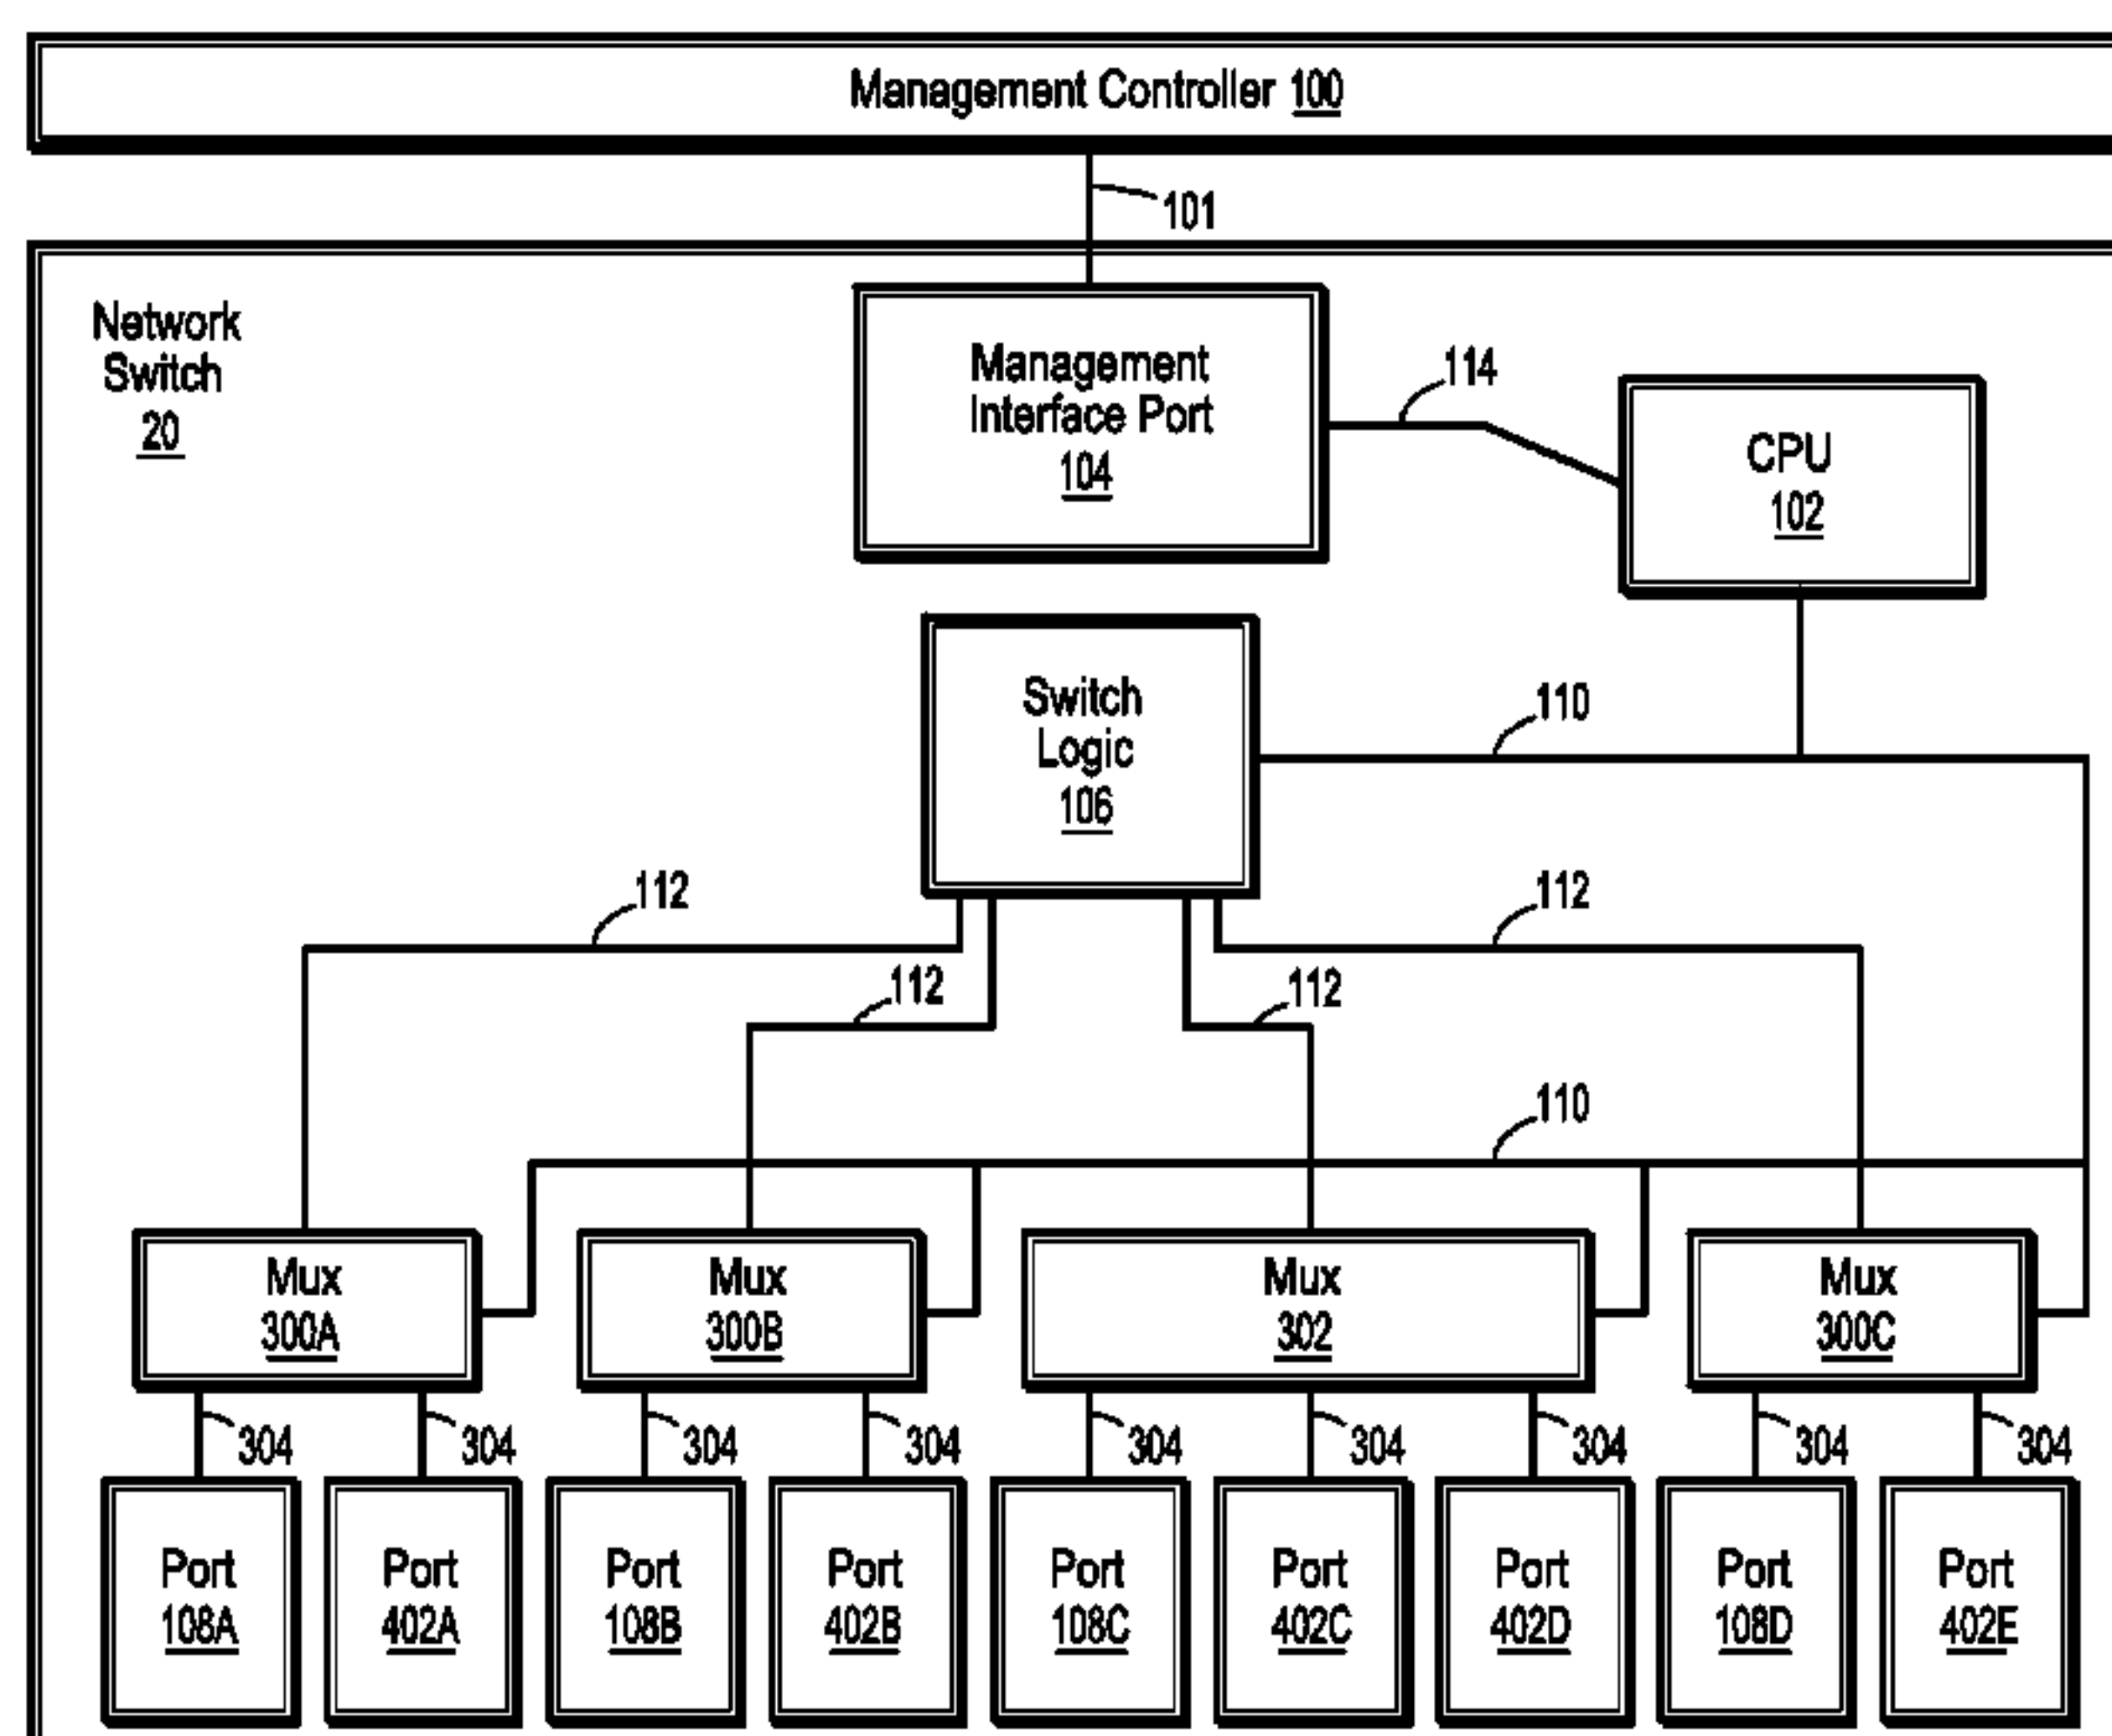 Management Controller 100
101
Network
Switch
20
Management
Interface Port
104
114
CPU
102
Switch
Logic
106
110
112
112
112
112
110
Mux
300A
Mux
300B
Mux
302
Mux
300C
304
304
304
304
304
304
304
304
304
Port
108A
Port
402A
Port
108B
Port
402B
Port
108C
Port
402C
Port
402D
Port
108D
Port
402E